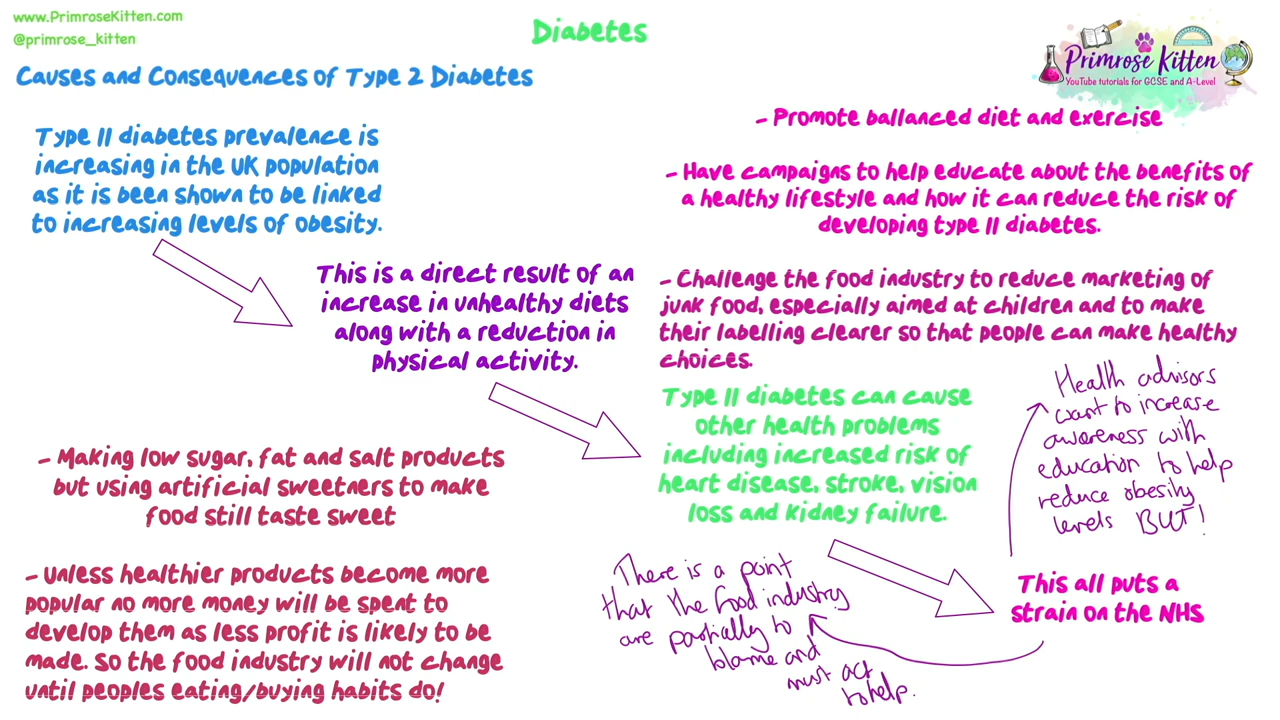 www.PrimroseKitten.com
@primrose_kitten
Diabetes
Primrose Kitten
YouTube tutorials for GCSE and A-Level
Causes and Consequences of Type 2 Diabetes
Type II diabetes prevalence is
increasing in the UK population
as it is been shown to be linked
to increasing levels of obesity.
This is a direct result of an
increase in unhealthy diets
along with a reduction in
physical activity.
- Promote ballanced diet and exercise
- Have campaigns to help educate about the benefits of
a healthy lifestyle and how it can reduce the risk of
developing type II diabetes.
- Challenge the food industry to reduce marketing of
junk food, especially aimed at children and to make
their labelling clearer so that people can make healthy
choices.
Type II diabetes can cause
other health problems
including increased risk of
heart disease, stroke, vision
loss and kidney failure.
Health advisors
want to increase
awareness with
education to help
reduce obesity
levels BUT!
- Making low sugar, fat and salt products
but using artificial sweetners to make
food still taste sweet
- Unless healthier products become more
popular no more money will be spent to
develop them as less profit is likely to be
made. So the food industry will not change
until peoples eating/buying habits do!
There is a point
that the food industry
are partially to
blame and
must act
to help.
This all puts a
strain on the NHS